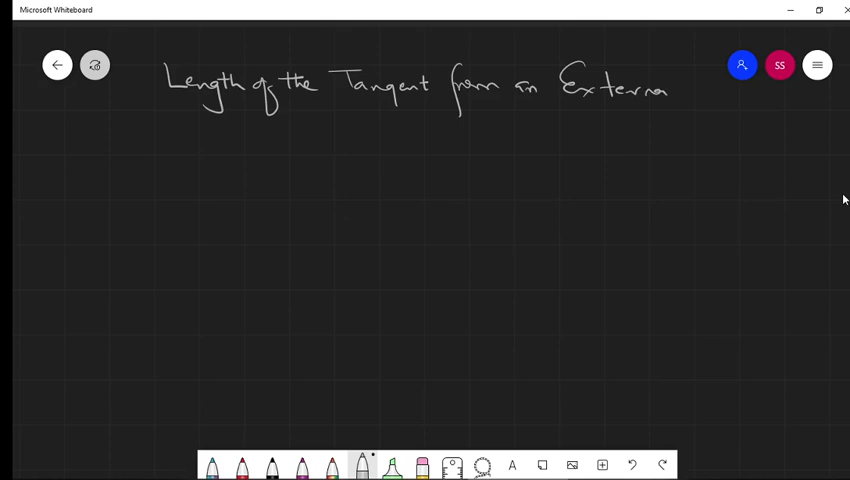 Microsoft Whiteboard
Length of the Tangent from an Externa
SS
A